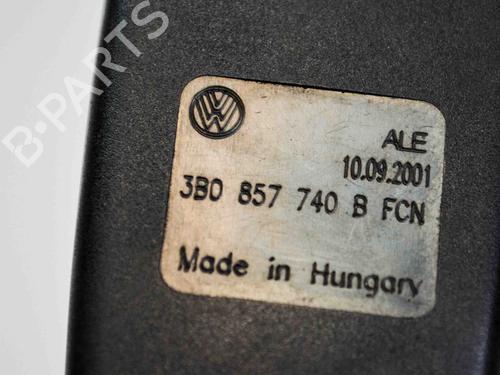 B-PARTS
ALE
10.09.2001
3B0 857 740 B FCN
Made in Hungary